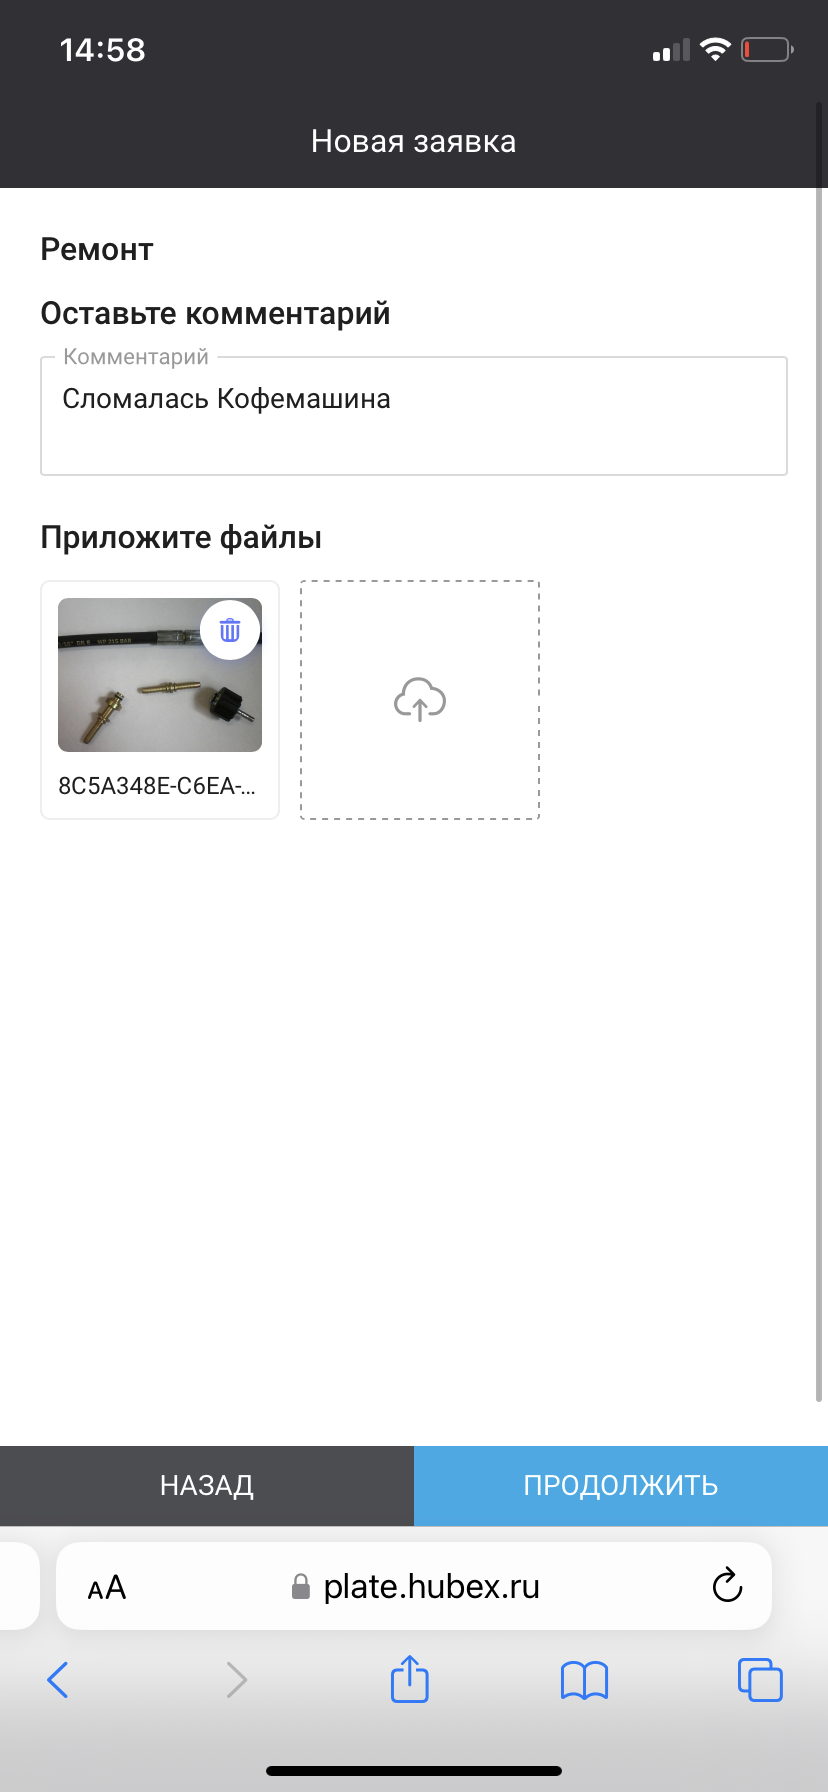 14:58
Новая заявка
Ремонт
Оставьте комментарий
Комментарий
Сломалась Кофемашина
Приложите файлы
8C5A348E-C6EA-...
НАЗАД
ПРОДОЛЖИТЬ
AA
plate.hubex.ru